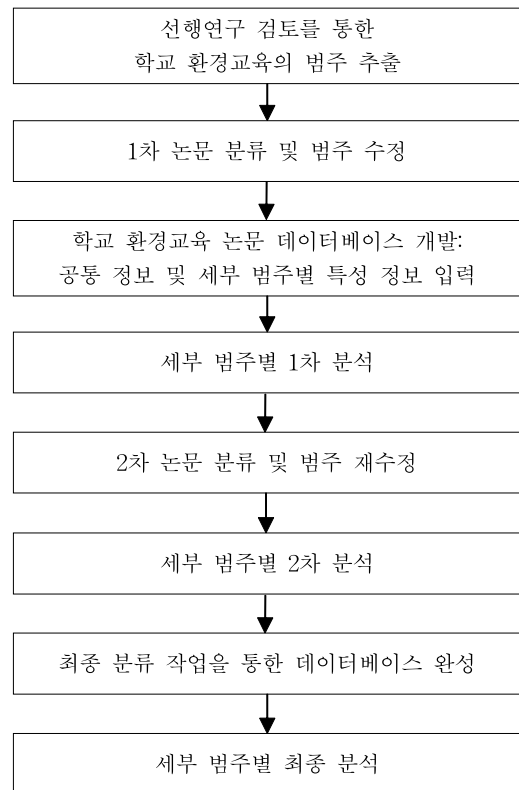 선행연구 검토를 통한
학교 환경교육의 범주 추출
1차 논문 분류 및 범주 수정
학교 환경교육 논문 데이터베이스 개발:
공통 정보 및 세부 범주별 특성 정보 입력
세부 범주별 1차 분석
2차 논문 분류 및 범주 재수정
세부 범주별 2차 분석
최종 분류 작업을 통한 데이터베이스 완성
세부 범주별 최종 분석